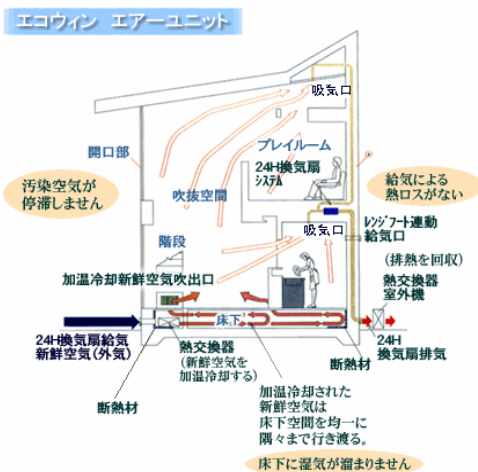 エコウィン エアーユニット
吸気口
開口部
プレイルーム
24H換気扇
システム
汚染空気が
停滞しません
給気による
熱ロスがない
吹抜空間
吸気口
レンジフート連動
給気口
階段
(排熱を回収)
加温冷却新鮮空気吹出口
熱交換器
室外機
床下
24H換気扇給気
新鮮空気(外気)
熱交換器
(新鮮空気を
加温冷却する)
24H
換気扇排気
断熱材
断熱材
加温冷却された
新鮮空気は
床下空間を均一に
隅々まで行き渡る。
床下に湿気が溜まりません